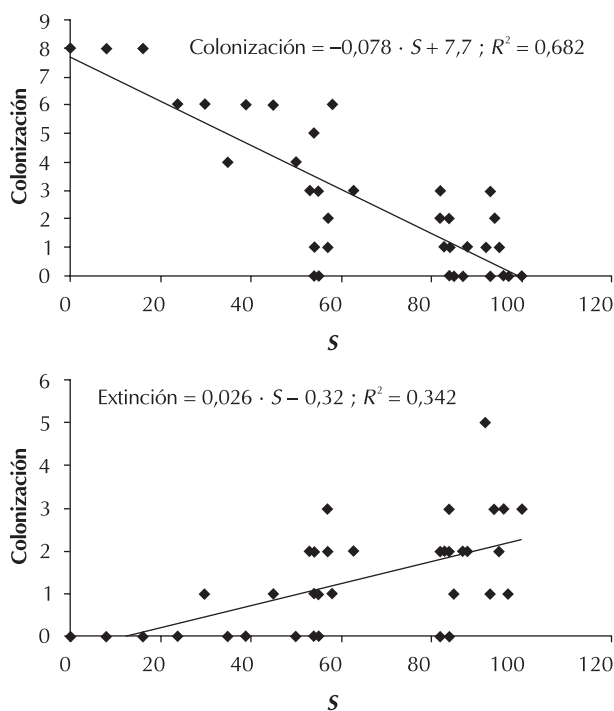 9
8
7
6
5
4
3
2
1
0
Colonización
Colonización = –0,078 · S + 7,7 ; R² = 0,682
0 20 40 60 80 100 120
S
6
5
4
3
2
1
0
Colonización
Extinción = 0,026 · S – 0,32 ; R² = 0,342
0 20 40 60 80 100 120
S